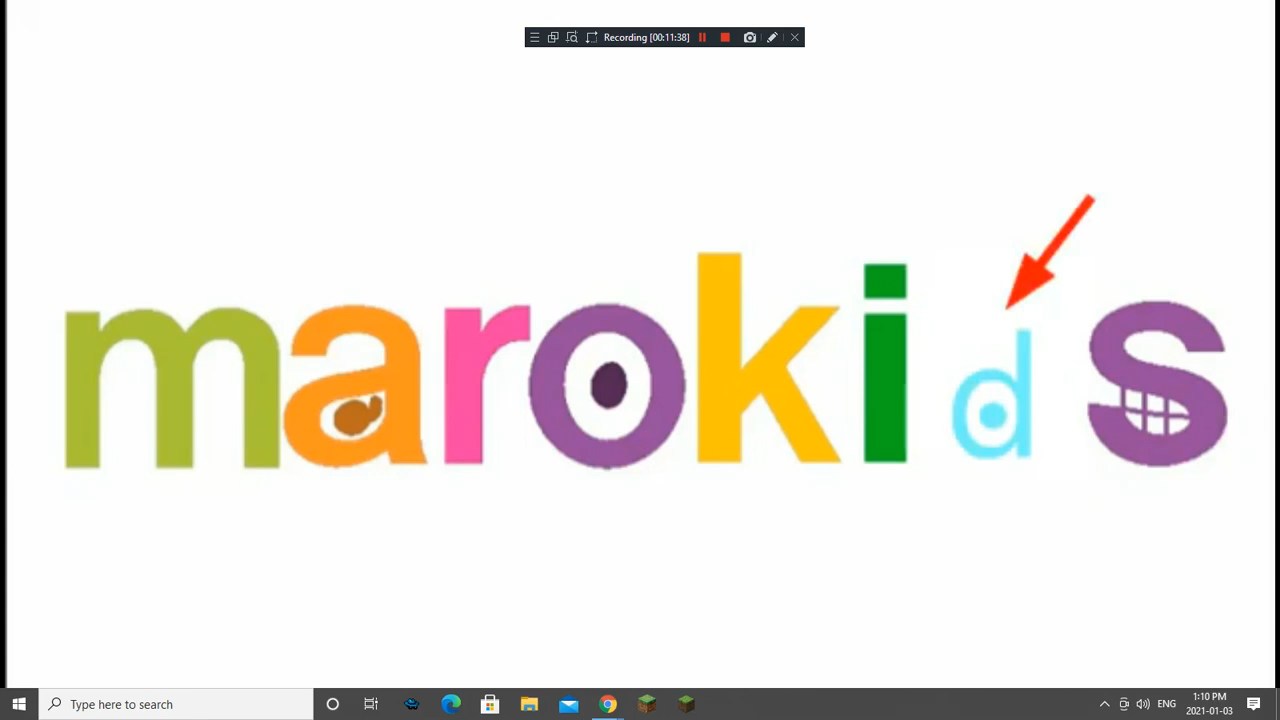 Recording [00:11:38]
marokids
Type here to search
ENG
1:10 PM
2021-01-03